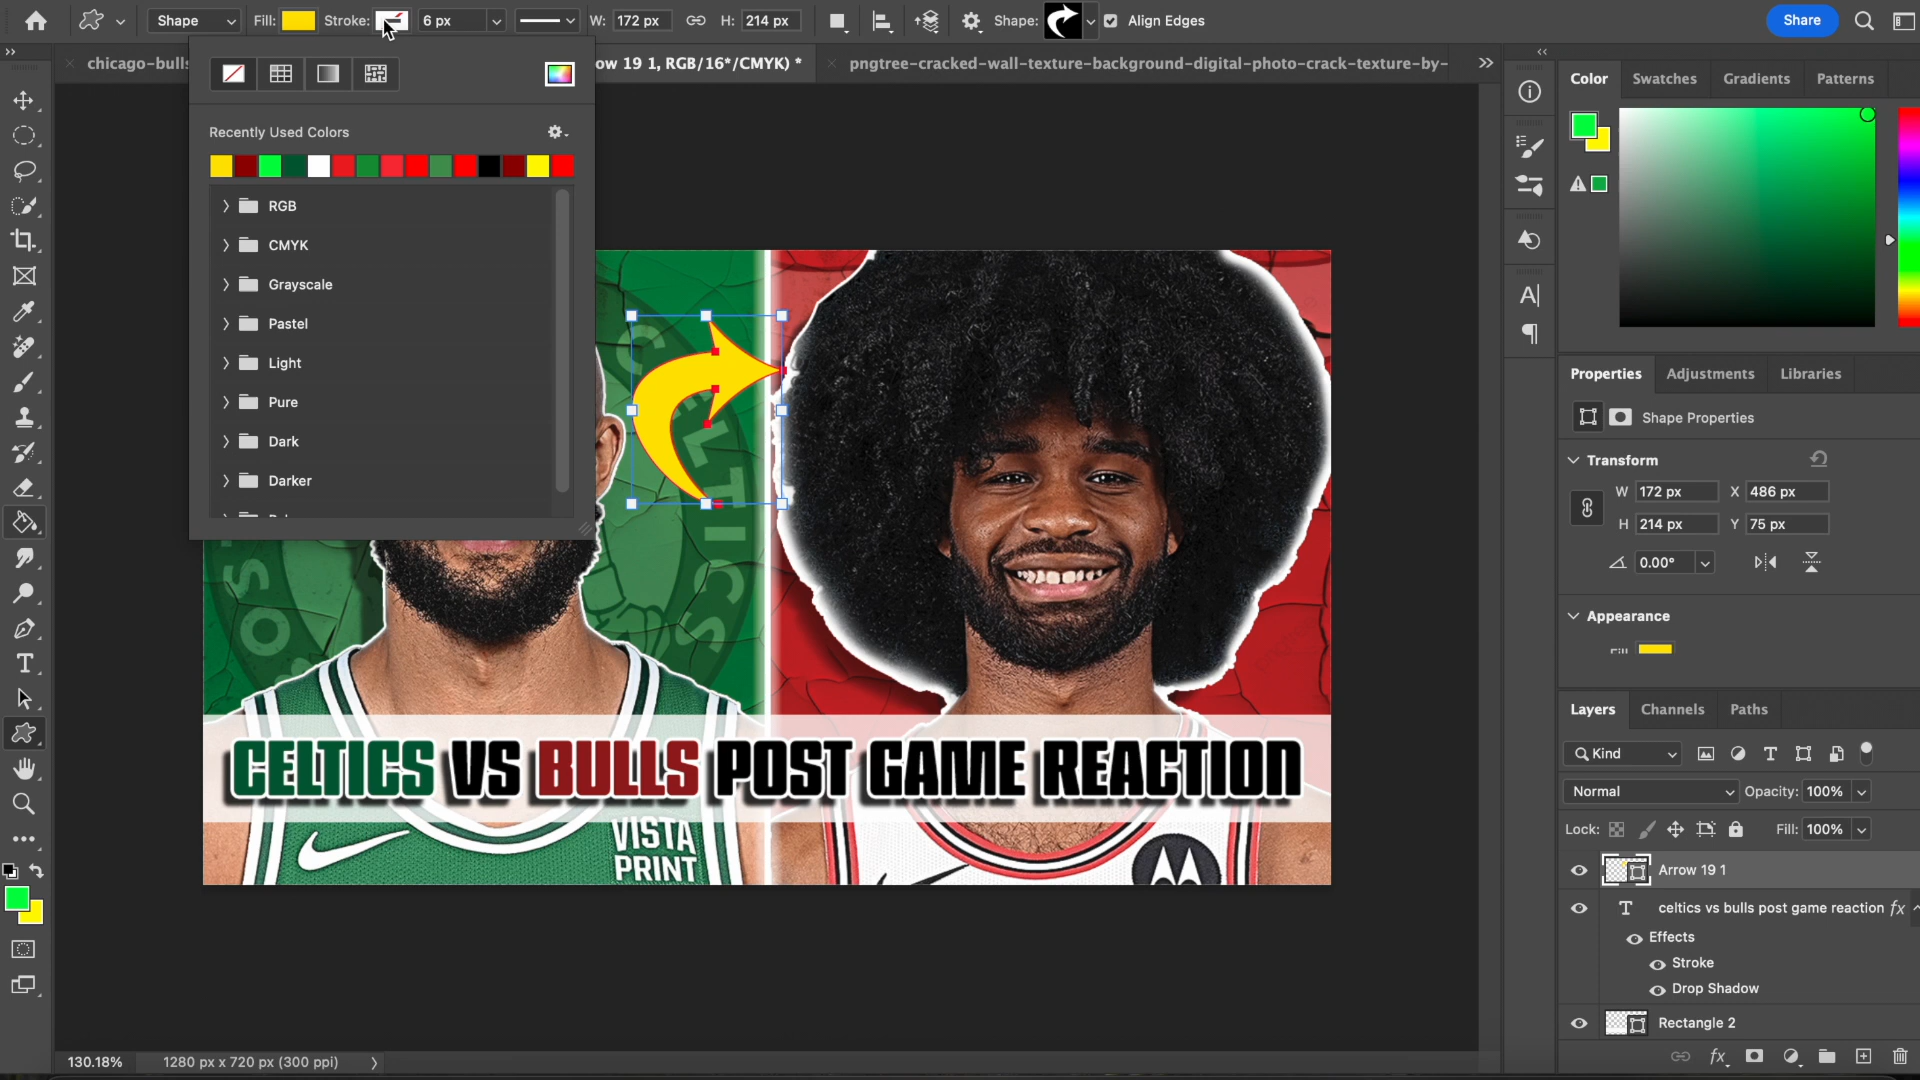 Shape Fill: Stroke: 6 px W: 172 px H: 214 px Shape: Align Edges Share
chicago-bulls
ow 19 1, RGB/16*/CMYK) *
pngtree-cracked-wall-texture-background-digital-photo-crack-texture-by-
Recently Used Colors
RGB
CMYK
Grayscale
Pastel
Light
Pure
Dark
Darker
Color Swatches Gradients Patterns
Properties Adjustments Libraries
Shape Properties
Transform
W 172 px X 486 px
H 214 px Y 75 px
0.00°
Appearance
Fill
Layers Channels Paths
Kind
Normal Opacity: 100%
Lock: Fill: 100%
Arrow 19 1
celtics vs bulls post game reaction fx
Effects
Stroke
Drop Shadow
Rectangle 2
fx
CELTICS VS BULLS POST GAME REACTION
VISTA
PRINT
CELTICS
130.18% 1280 px x 720 px (300 ppi)